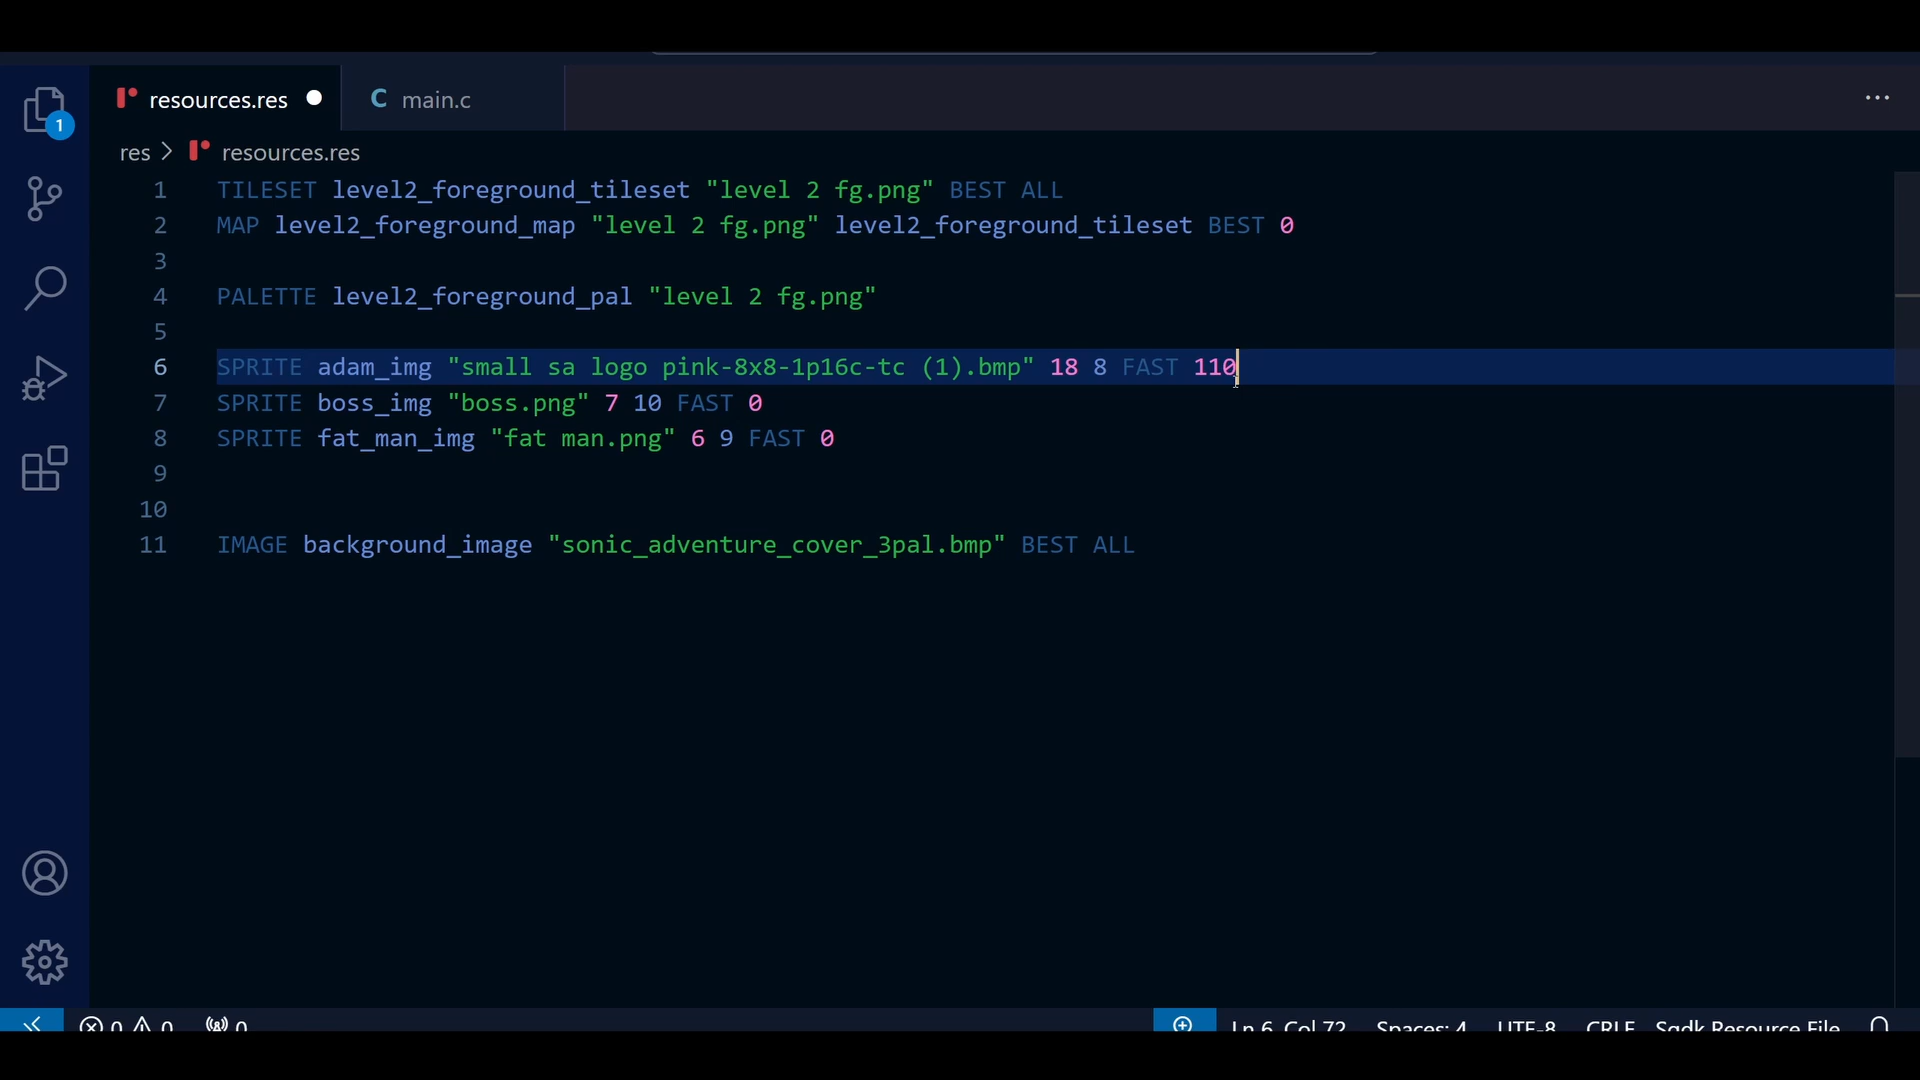 resources.res
C main.c
res > resources.res
1 TILESET level2_foreground_tileset "level 2 fg.png" BEST ALL
2 MAP level2_foreground_map "level 2 fg.png" level2_foreground_tileset BEST 0
3
4 PALETTE level2_foreground_pal "level 2 fg.png"
5
6 SPRITE adam_img "small sa logo pink-8x8-1p16c-tc (1).bmp" 18 8 FAST 110
7 SPRITE boss_img "boss.png" 7 10 FAST 0
8 SPRITE fat_man_img "fat man.png" 6 9 FAST 0
9
10
11 IMAGE background_image "sonic_adventure_cover_3pal.bmp" BEST ALL
1
0 0 0 Ln 6, Col 72 Spaces: 4 UTF-8 CRLF Sgdk Resource File